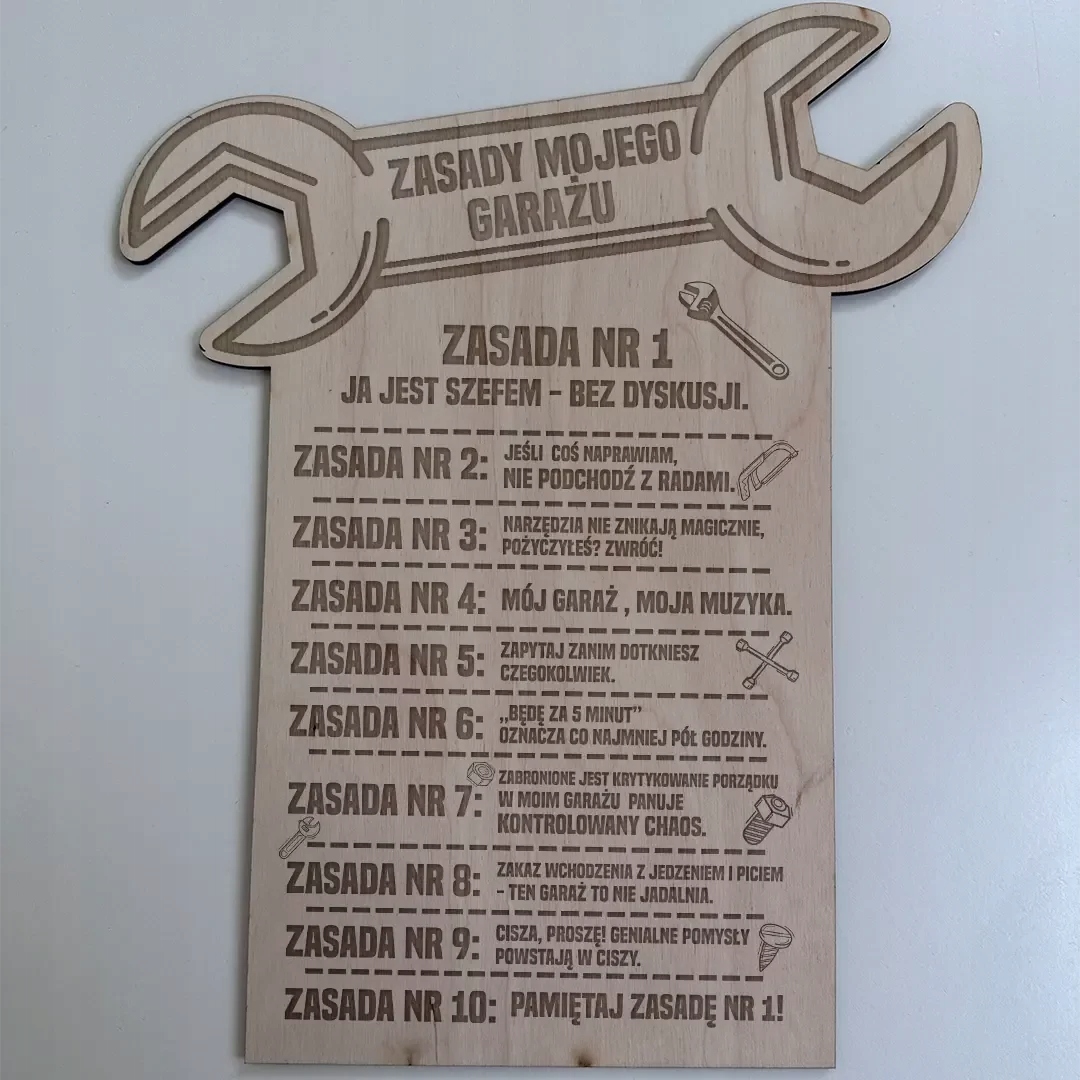 ZASADY MOJEGO
GARAŻU
ZASADA NR 1
JA JEST SZEFEM – BEZ DYSKUSJI.
ZASADA NR 2: JEŚLI COŚ NAPRAWIAM,
NIE PODCHODŹ Z RADAMI.
ZASADA NR 3: NARZĘDZIA NIE ZNIKAJĄ MAGICZNIE,
POŻYCZYŁEŚ? ZWRÓĆ!
ZASADA NR 4: MÓJ GARAŻ , MOJA MUZYKA.
ZASADA NR 5: ZAPYTAJ ZANIM DOTKNIESZ
CZEGOKOLWIEK.
ZASADA NR 6: „BĘDĘ ZA 5 MINUT”
OZNACZA CO NAJMNIEJ PÓŁ GODZINY.
ZASADA NR 7: ZABRONIONE JEST KRYTYKOWANIE PORZĄDKU
W MOIM GARAŻU PANUJE
KONTROLOWANY CHAOS.
ZASADA NR 8: ZAKAZ WCHODZENIA Z JEDZENIEM I PICIEM
– TEN GARAŻ TO NIE JADALNIA.
ZASADA NR 9: CISZA, PROSZĘ! GENIALNE POMYSŁY
POWSTAJĄ W CISZY.
ZASADA NR 10: PAMIĘTAJ ZASADĘ NR 1!